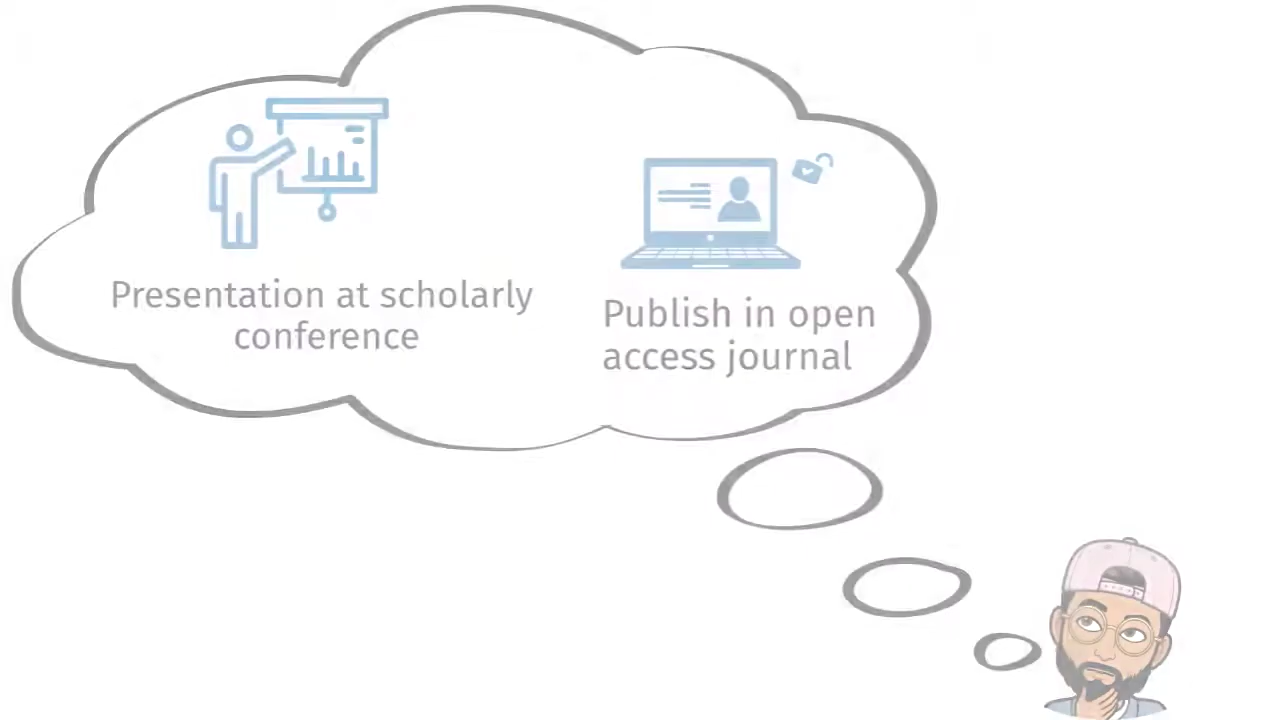 Presentation at scholarly
conference
Publish in open
access journal